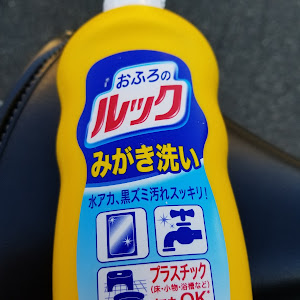 おふろの
ルック
みがき洗い
水アカ、黒ズミ汚れスッキリ!
プラスチック
(床・小物・浴槽など)
OK